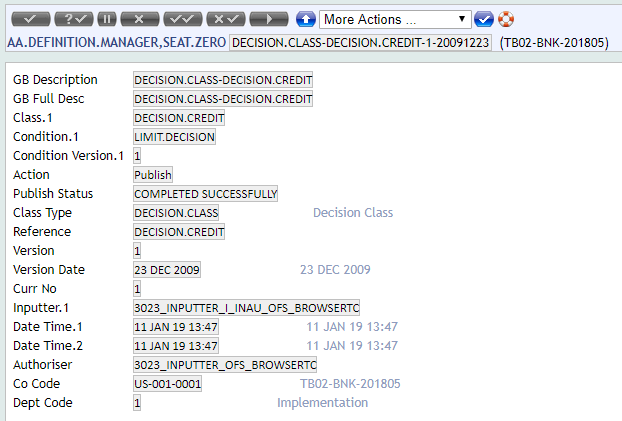 More Actions ...
AA.DEFINITION.MANAGER,SEAT.ZERO DECISION.CLASS-DECISION.CREDIT-1-20091223 (TB02-BNK-201805)
GB Description DECISION.CLASS-DECISION.CREDIT
GB Full Desc DECISION.CLASS-DECISION.CREDIT
Class.1 DECISION.CREDIT
Condition.1 LIMIT.DECISION
Condition Version.1 1
Action Publish
Publish Status COMPLETED SUCCESSFULLY
Class Type DECISION.CLASS Decision Class
Reference DECISION.CREDIT
Version 1
Version Date 23 DEC 2009 23 DEC 2009
Curr No 1
Inputter.1 3023_INPUTTER_I_INAU_OFS_BROWSERTC
Date Time.1 11 JAN 19 13:47 11 JAN 19 13:47
Date Time.2 11 JAN 19 13:47 11 JAN 19 13:47
Authoriser 3023_INPUTTER_OFS_BROWSERTC
Co Code US-001-0001 TB02-BNK-201805
Dept Code 1 Implementation